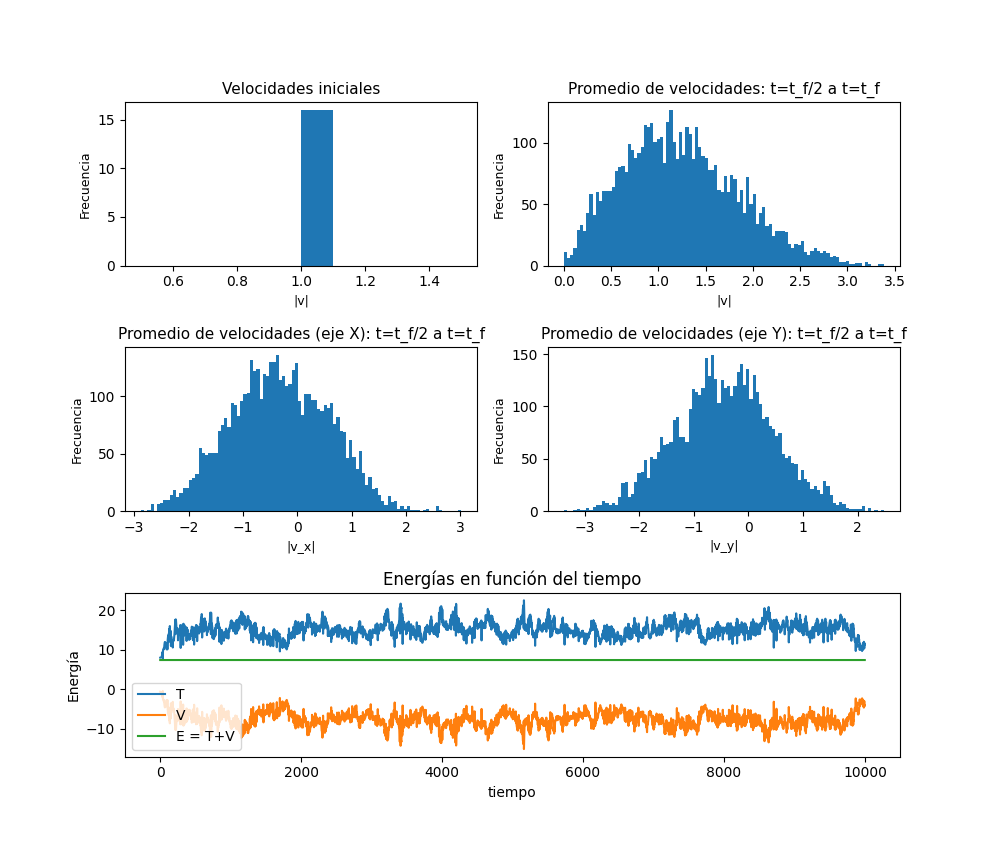 Velocidades iniciales
Frecuencia
15
10
5
0
0.6 0.8 1.0 1.2 1.4
|v|
Promedio de velocidades: t=t_f/2 a t=t_f
Frecuencia
100
50
0
0.0 0.5 1.0 1.5 2.0 2.5 3.0 3.5
|v|
Promedio de velocidades (eje X): t=t_f/2 a t=t_f
Frecuencia
100
50
0
−3 −2 −1 0 1 2 3
|v_x|
Promedio de velocidades (eje Y): t=t_f/2 a t=t_f
Frecuencia
150
100
50
0
−3 −2 −1 0 1 2
|v_y|
Energías en función del tiempo
Energía
20
10
0
−10
T
V
E = T+V
0 2000 4000 6000 8000 10000
tiempo